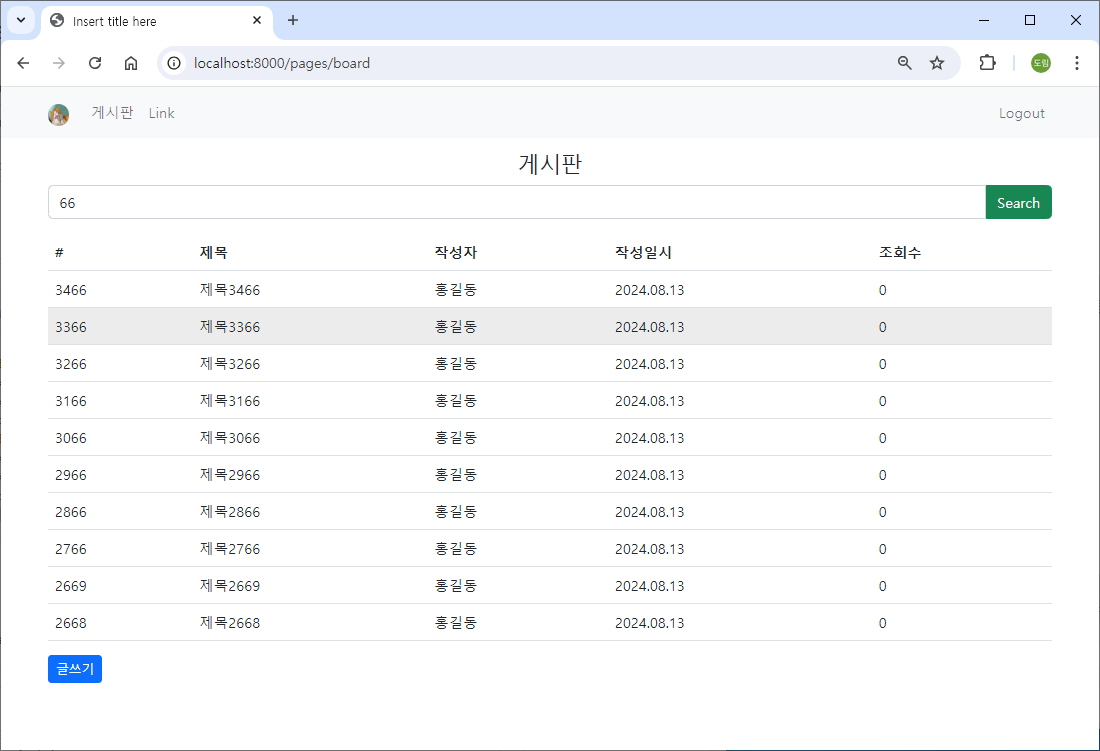 Insert title here
localhost:8000/pages/board
도림
게시판 Link Logout
게시판
66 Search
# 제목 작성자 작성일시 조회수
3466 제목3466 홍길동 2024.08.13 0
3366 제목3366 홍길동 2024.08.13 0
3266 제목3266 홍길동 2024.08.13 0
3166 제목3166 홍길동 2024.08.13 0
3066 제목3066 홍길동 2024.08.13 0
2966 제목2966 홍길동 2024.08.13 0
2866 제목2866 홍길동 2024.08.13 0
2766 제목2766 홍길동 2024.08.13 0
2669 제목2669 홍길동 2024.08.13 0
2668 제목2668 홍길동 2024.08.13 0
글쓰기